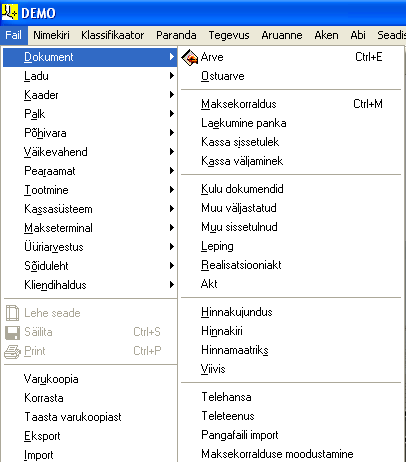 DEMO
Fail Nimekiri Klassifikaator Paranda Tegevus Aruanne Aken Abi Seadis
Dokument
Ladu
Kaader
Palk
Põhivara
Väikevahend
Pearaamat
Tootmine
Kassasüsteem
Makseterminal
Üüriarvestus
Sõiduleht
Kliendihaldus
Lehe seade
Säilita Ctrl+S
Print Ctrl+P
Varukoopia
Korrasta
Taasta varukoopiast
Eksport
Import
Arve Ctrl+E
Ostuarve
Maksekorraldus Ctrl+M
Laekumine panka
Kassa sissetulek
Kassa väljaminek
Kulu dokumendid
Muu väljastatud
Muu sissetulnud
Leping
Realisatsiooniakt
Akt
Hinnakujundus
Hinnakiri
Hinnamaatriks
Viivis
Telehansa
Teleteenus
Pangafaili import
Maksekorralduse moodustamine